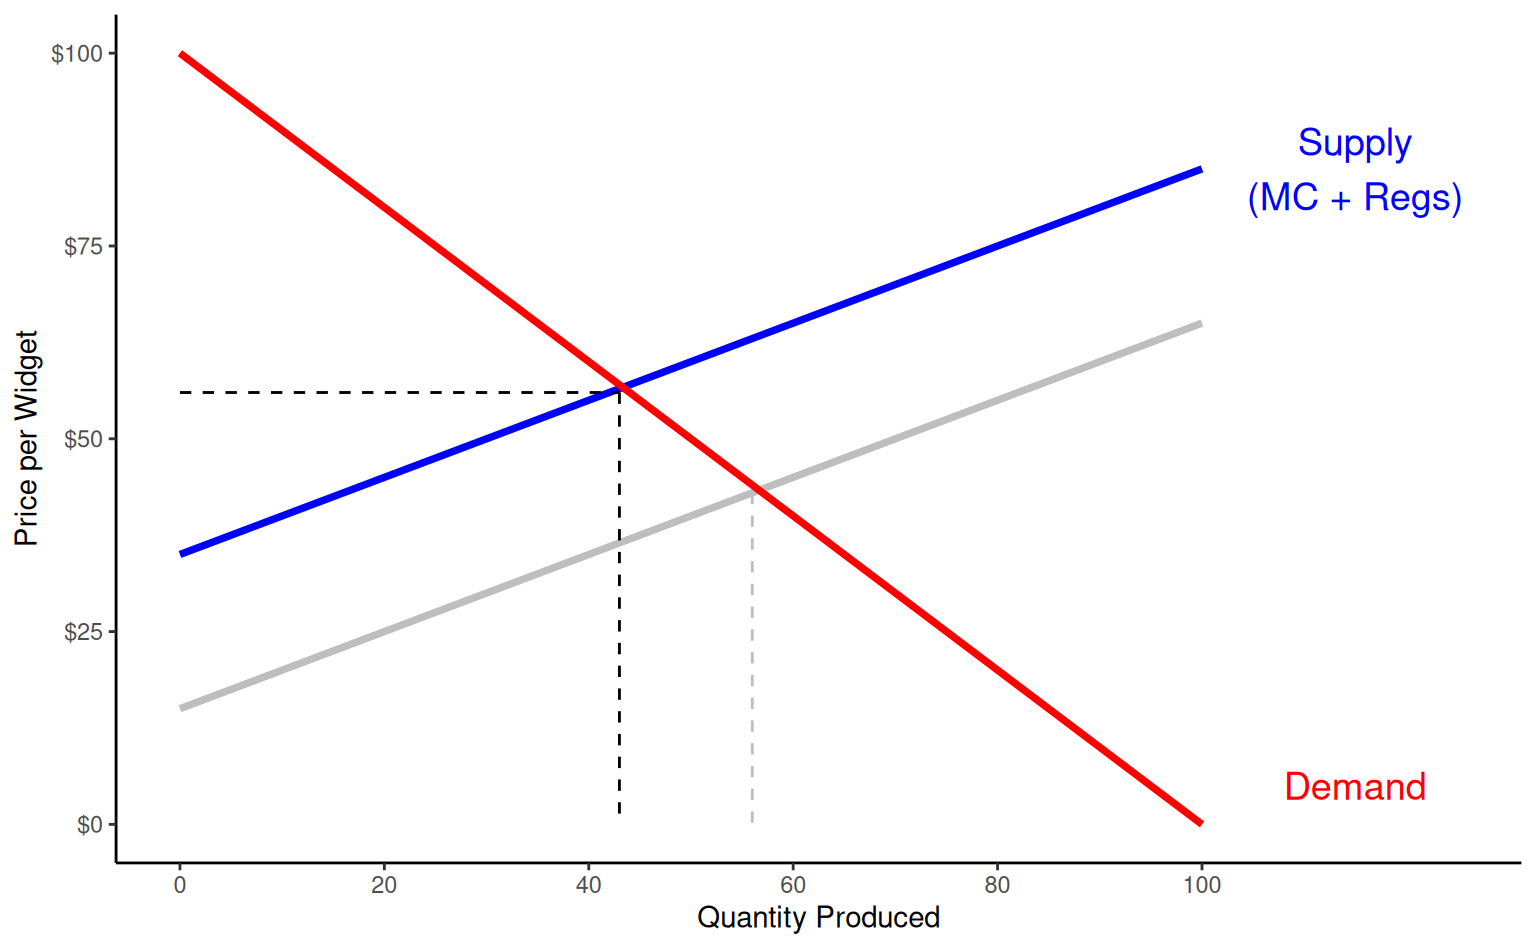 $100
$75
$50
$25
$0
Price per Widget
Supply
(MC + Regs)
Demand
0 20 40 60 80 100
Quantity Produced